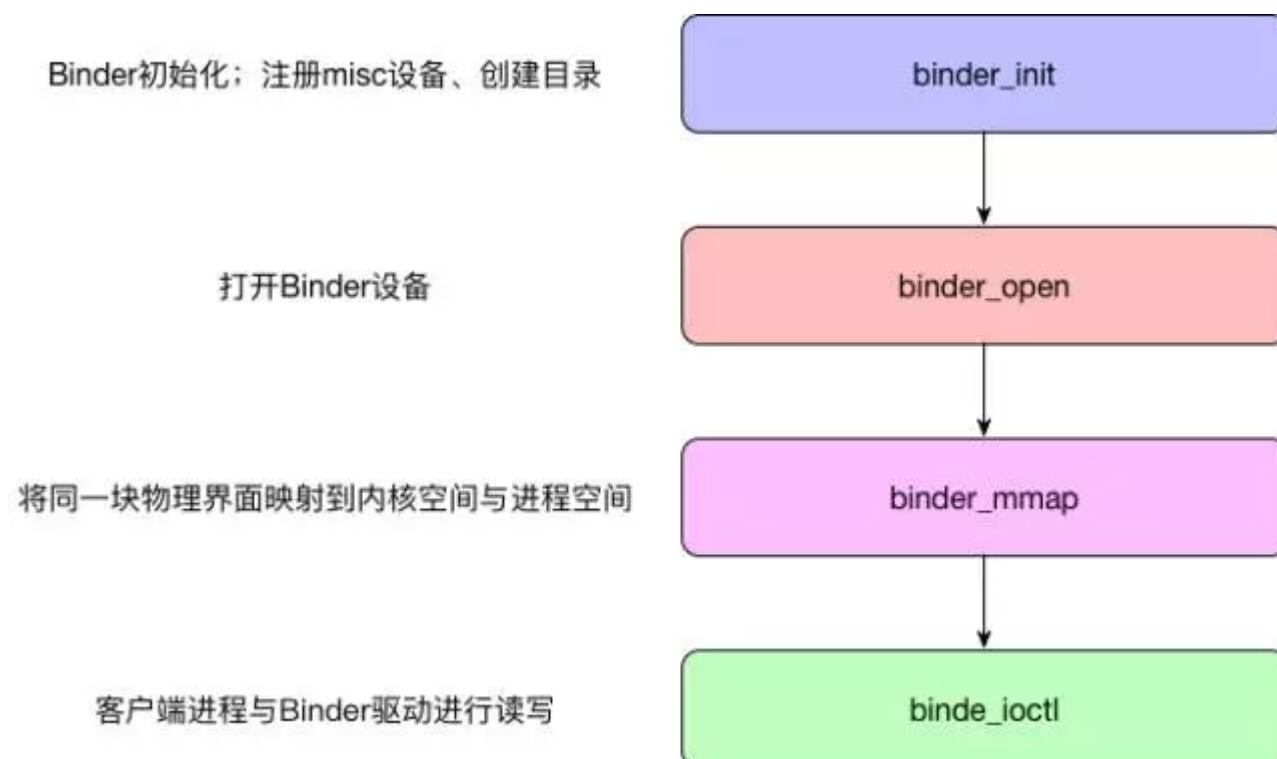 Binder初始化；注册misc设备、创建目录
binder_init
打开Binder设备
binder_open
将同一块物理界面映射到内核空间与进程空间
binder_mmap
客户端进程与Binder驱动进行读写
binde_ioctl